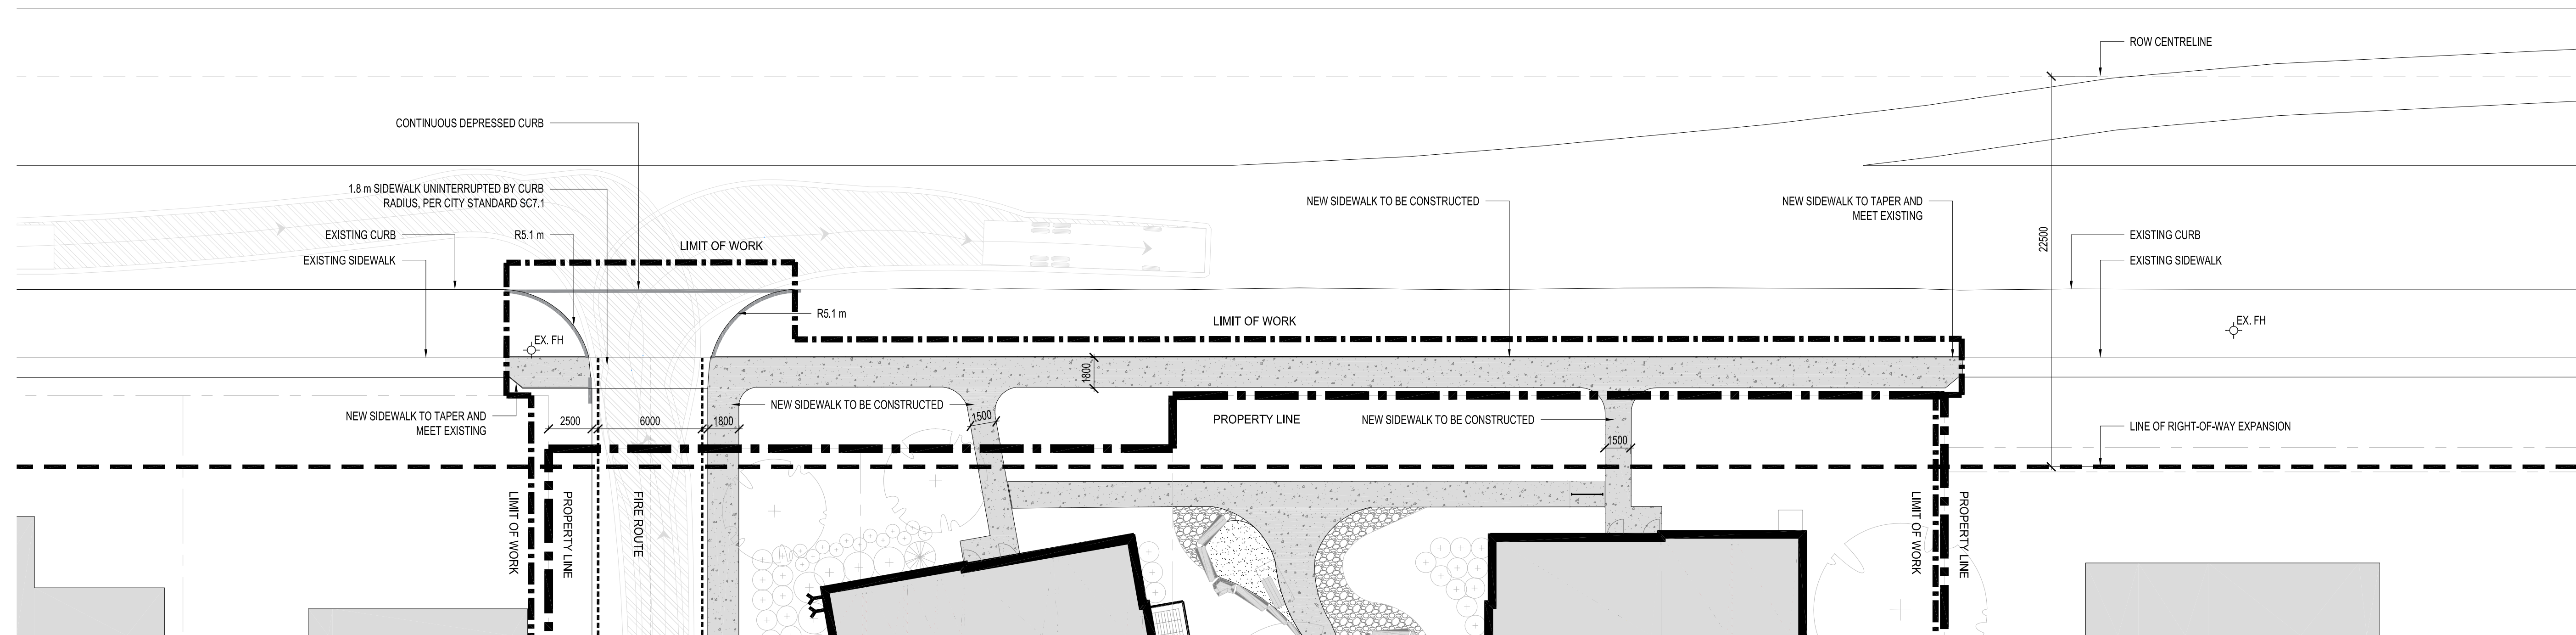 ROW CENTRELINE
CONTINUOUS DEPRESSED CURB
1.8 m SIDEWALK UNINTERRUPTED BY CURB
RADIUS, PER CITY STANDARD SC7.1
NEW SIDEWALK TO BE CONSTRUCTED
NEW SIDEWALK TO TAPER AND
MEET EXISTING
EXISTING CURB
R5.1 m
LIMIT OF WORK
22500
EXISTING CURB
EXISTING SIDEWALK
EXISTING SIDEWALK
R5.1 m
LIMIT OF WORK
EX. FH
EX. FH
1800
NEW SIDEWALK TO TAPER AND
MEET EXISTING
NEW SIDEWALK TO BE CONSTRUCTED
2500
6000
1800
1500
PROPERTY LINE
NEW SIDEWALK TO BE CONSTRUCTED
1500
LINE OF RIGHT-OF-WAY EXPANSION
LIMIT OF WORK
PROPERTY LINE
FIRE ROUTE
LIMIT OF WORK
PROPERTY LINE